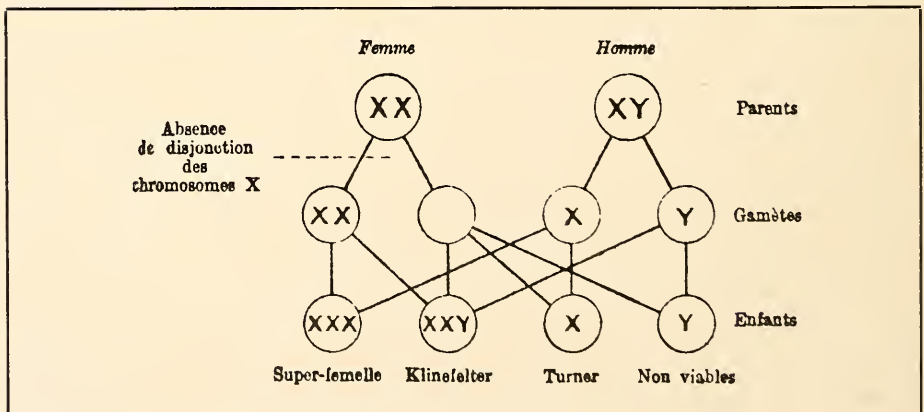 Femme Homme
XX XY Parents
Absence
de disjonction
des
chromosomes X
XX X Y Gamètes
XXX XXY X Y Enfants
Super-femelle Klinefelter Turner Non viables